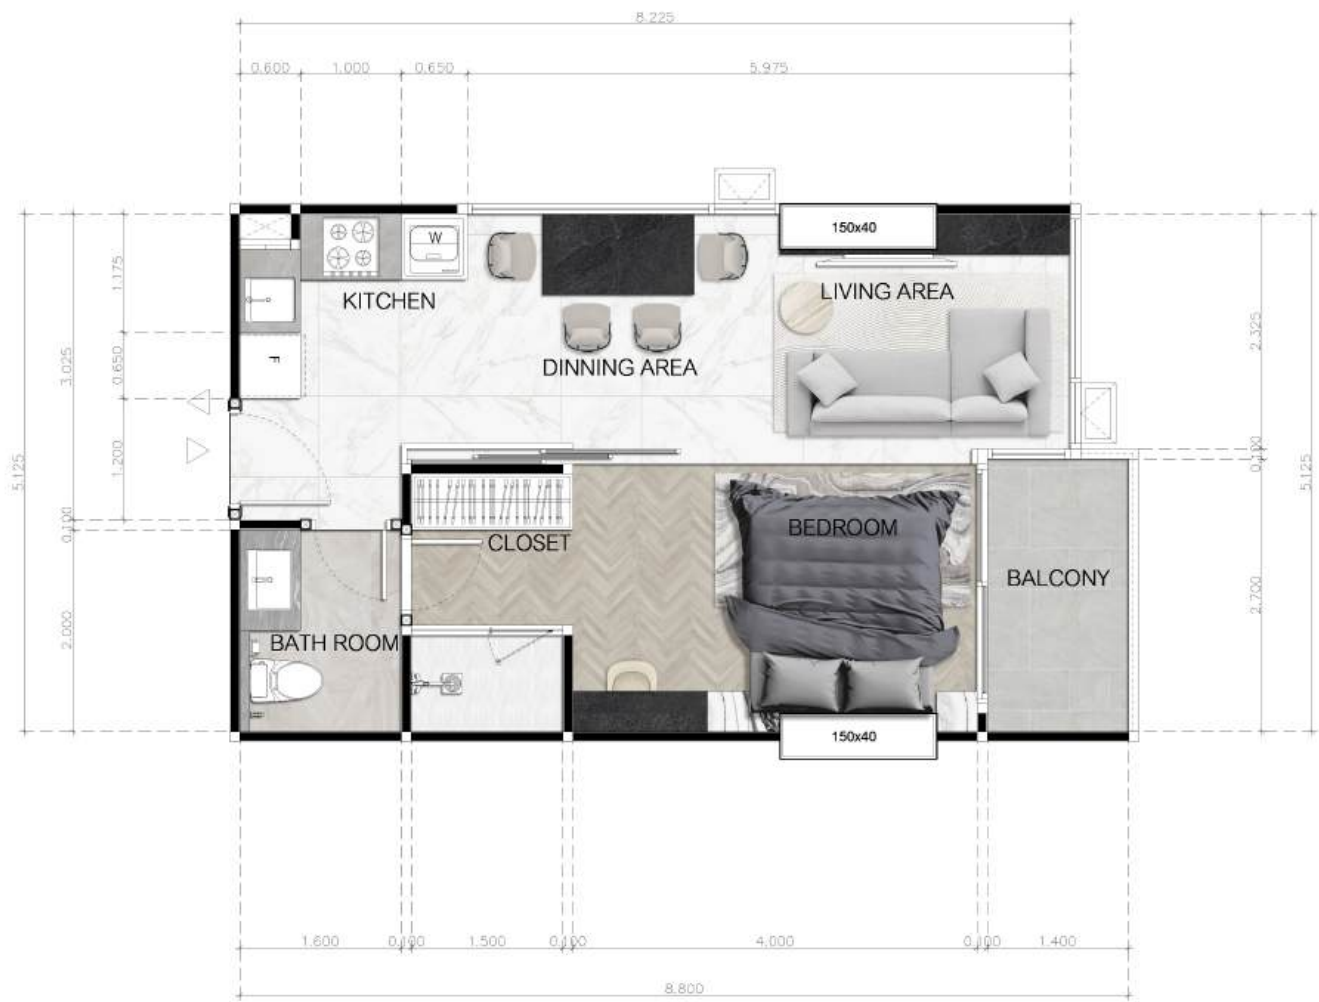 8.225
0.600 1.000 0.650 5.975
150x40
W
KITCHEN
LIVING AREA
F
DINNING AREA
1.175
0.650
3.025
1.200
5.125
0.100
2.000
2.325
0.100
5.125
2.700
CLOSET
BEDROOM
BALCONY
BATH ROOM
150x40
1.600 0.100 1.500 0.100 4.000 0.100 1.400
8.800